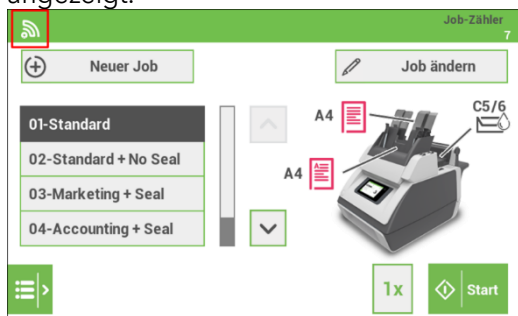 angezeigt.
Job-Zähler
7
Neuer Job
Job ändern
01-Standard
02-Standard + No Seal
03-Marketing + Seal
04-Accounting + Seal
A4
A4
C5/6
1x
Start